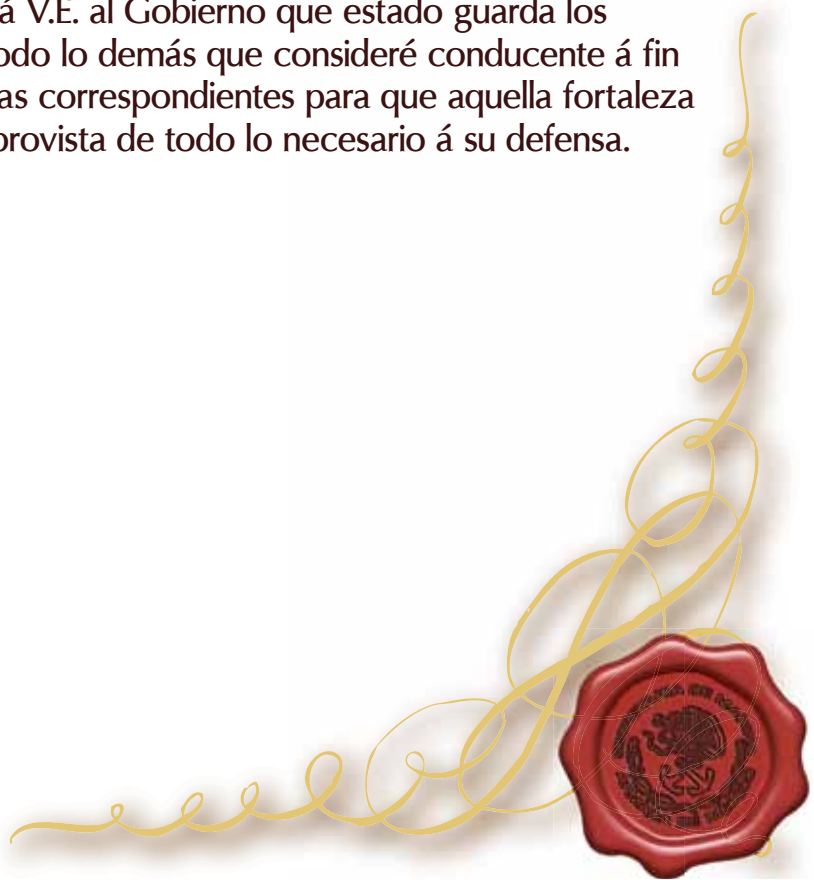 á V.E. al Gobierno que estado guarda los
odo lo demás que consideré conducente á fin
as correspondientes para que aquella fortaleza
provista de todo lo necesario á su defensa.
DE